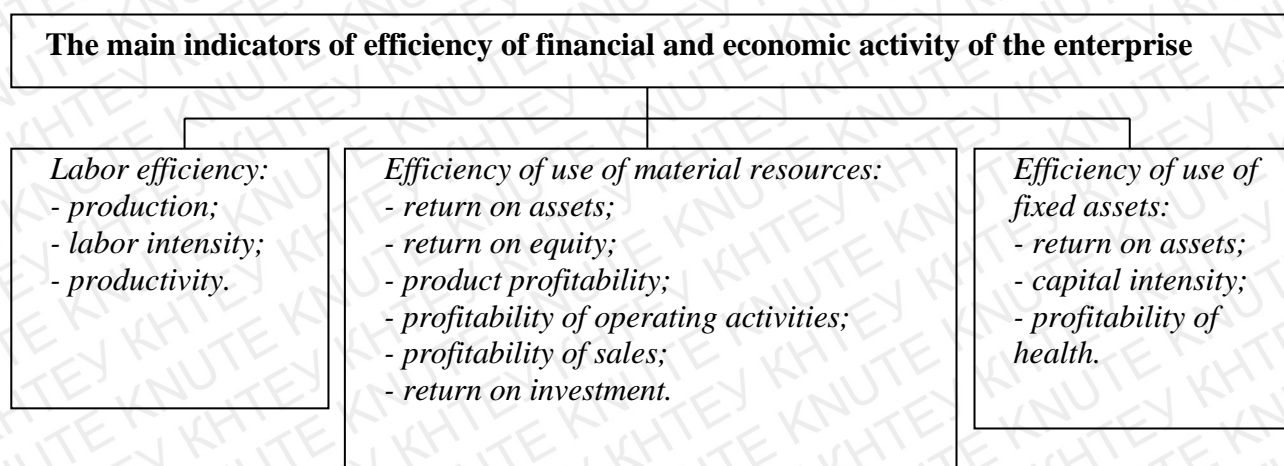 The main indicators of efficiency of financial and economic activity of the enterprise
Labor efficiency:
- production;
- labor intensity;
- productivity.
Efficiency of use of material resources:
- return on assets;
- return on equity;
- product profitability;
- profitability of operating activities;
- profitability of sales;
- return on investment.
Efficiency of use of
fixed assets:
- return on assets;
- capital intensity;
- profitability of
health.